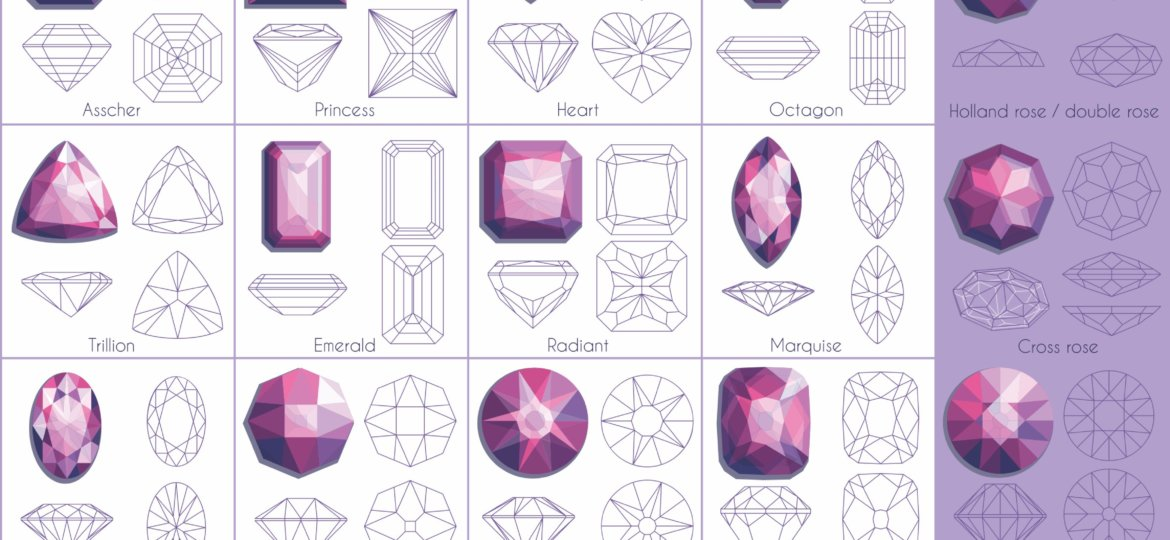 Asscher
Princess
Heart
Octagon
Holland rose / double rose
Trillion
Emerald
Radiant
Marquise
Cross rose